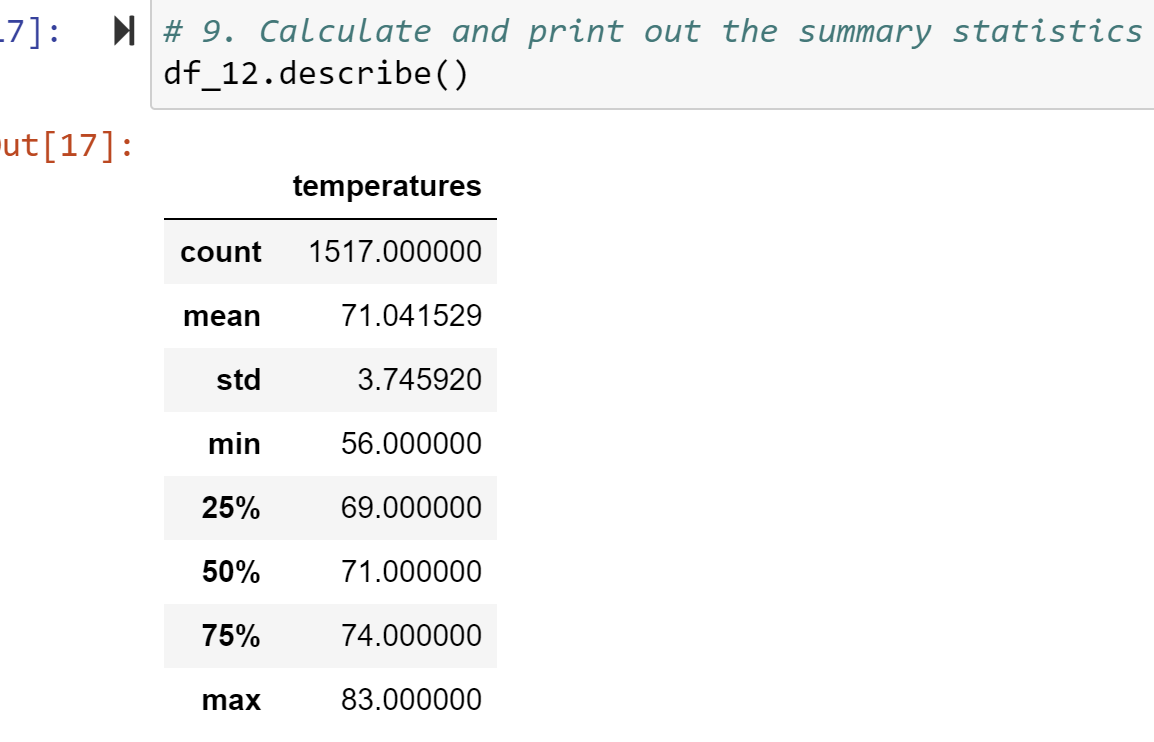 17]:
# 9. Calculate and print out the summary statistics
df_12.describe()
ut[17]:
temperatures
count 1517.000000
mean 71.041529
std 3.745920
min 56.000000
25% 69.000000
50% 71.000000
75% 74.000000
max 83.000000